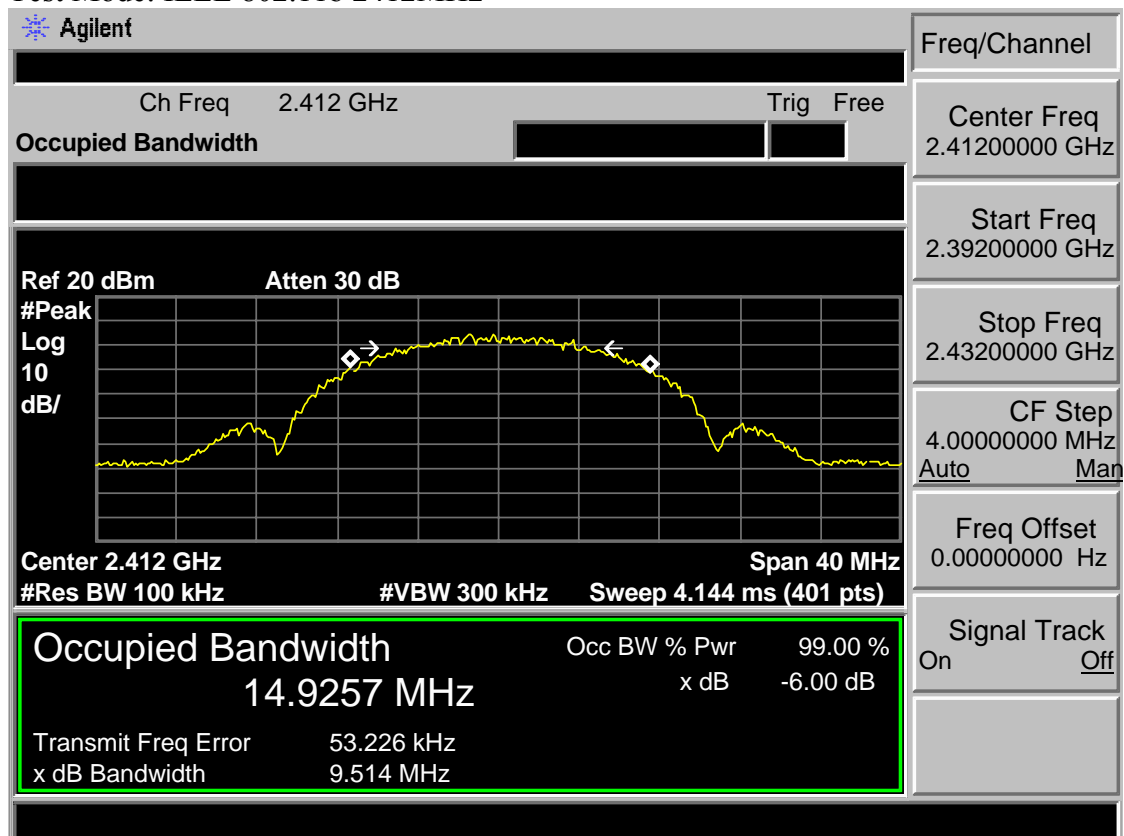 Agilent
Freq/Channel
Ch Freq 2.412 GHz Trig Free
Occupied Bandwidth
Center Freq
2.41200000 GHz
Start Freq
2.39200000 GHz
Stop Freq
2.43200000 GHz
CF Step
4.00000000 MHz
Auto Man
Freq Offset
0.00000000 Hz
Signal Track
On Off
Ref 20 dBm Atten 30 dB
#Peak
Log
10
dB/
Center 2.412 GHz Span 40 MHz
#Res BW 100 kHz #VBW 300 kHz Sweep 4.144 ms (401 pts)
Occupied Bandwidth Occ BW % Pwr 99.00 %
14.9257 MHz x dB -6.00 dB
Transmit Freq Error 53.226 kHz
x dB Bandwidth 9.514 MHz